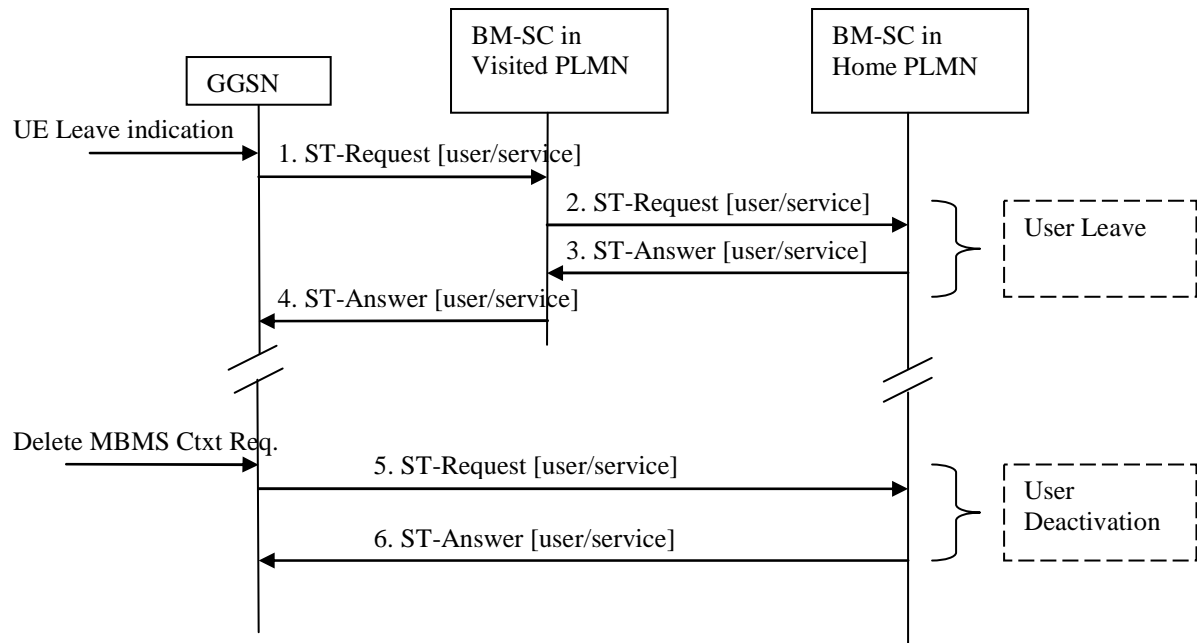 BM-SC in
Visited PLMN
BM-SC in
Home PLMN
GGSN
UE Leave indication
1. ST-Request [user/service]
2. ST-Request [user/service]
3. ST-Answer [user/service]
4. ST-Answer [user/service]
User Leave
Delete MBMS Ctxt Req.
5. ST-Request [user/service]
6. ST-Answer [user/service]
User
Deactivation